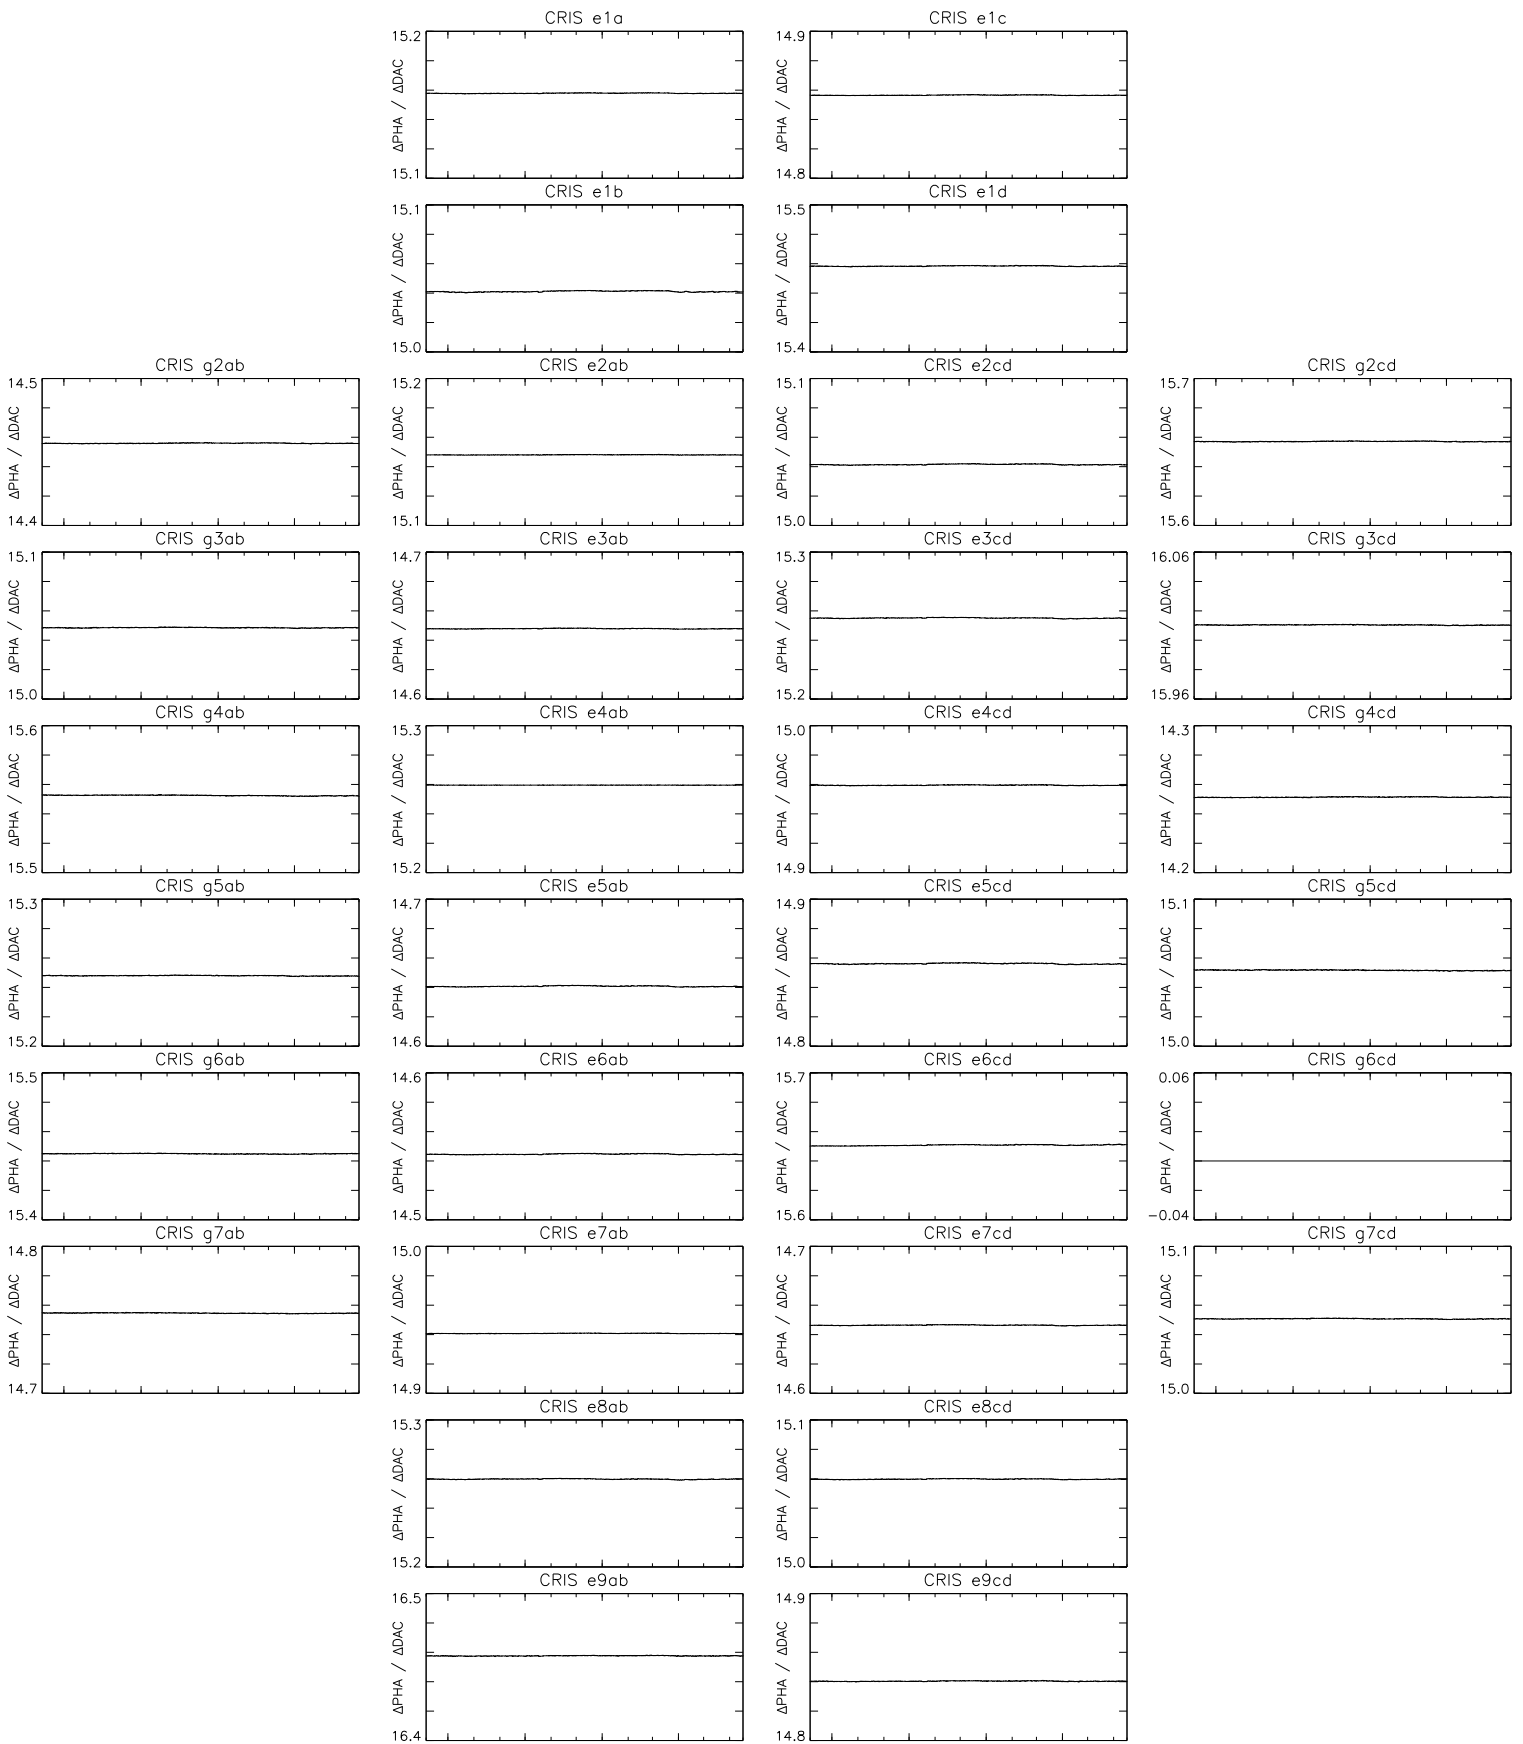 CRIS e1a
15.2
ΔPHA / ΔDAC
15.1
CRIS e1c
14.9
ΔPHA / ΔDAC
14.8
CRIS e1b
15.1
ΔPHA / ΔDAC
15.0
CRIS e1d
15.5
ΔPHA / ΔDAC
15.4
CRIS g2ab
14.5
ΔPHA / ΔDAC
14.4
CRIS e2ab
15.2
ΔPHA / ΔDAC
15.1
CRIS e2cd
15.1
ΔPHA / ΔDAC
15.0
CRIS g2cd
15.7
ΔPHA / ΔDAC
15.6
CRIS g3ab
15.1
ΔPHA / ΔDAC
15.0
CRIS e3ab
14.7
ΔPHA / ΔDAC
14.6
CRIS e3cd
15.3
ΔPHA / ΔDAC
15.2
CRIS g3cd
16.06
ΔPHA / ΔDAC
15.96
CRIS g4ab
15.6
ΔPHA / ΔDAC
15.5
CRIS e4ab
15.3
ΔPHA / ΔDAC
15.2
CRIS e4cd
15.0
ΔPHA / ΔDAC
14.9
CRIS g4cd
14.3
ΔPHA / ΔDAC
14.2
CRIS g5ab
15.3
ΔPHA / ΔDAC
15.2
CRIS e5ab
14.7
ΔPHA / ΔDAC
14.6
CRIS e5cd
14.9
ΔPHA / ΔDAC
14.8
CRIS g5cd
15.1
ΔPHA / ΔDAC
15.0
CRIS g6ab
15.5
ΔPHA / ΔDAC
15.4
CRIS e6ab
14.6
ΔPHA / ΔDAC
14.5
CRIS e6cd
15.7
ΔPHA / ΔDAC
15.6
CRIS g6cd
0.06
ΔPHA / ΔDAC
−0.04
CRIS g7ab
14.8
ΔPHA / ΔDAC
14.7
CRIS e7ab
15.0
ΔPHA / ΔDAC
14.9
CRIS e7cd
14.7
ΔPHA / ΔDAC
14.6
CRIS g7cd
15.1
ΔPHA / ΔDAC
15.0
CRIS e8ab
15.3
ΔPHA / ΔDAC
15.2
CRIS e8cd
15.1
ΔPHA / ΔDAC
15.0
CRIS e9ab
16.5
ΔPHA / ΔDAC
16.4
CRIS e9cd
14.9
ΔPHA / ΔDAC
14.8